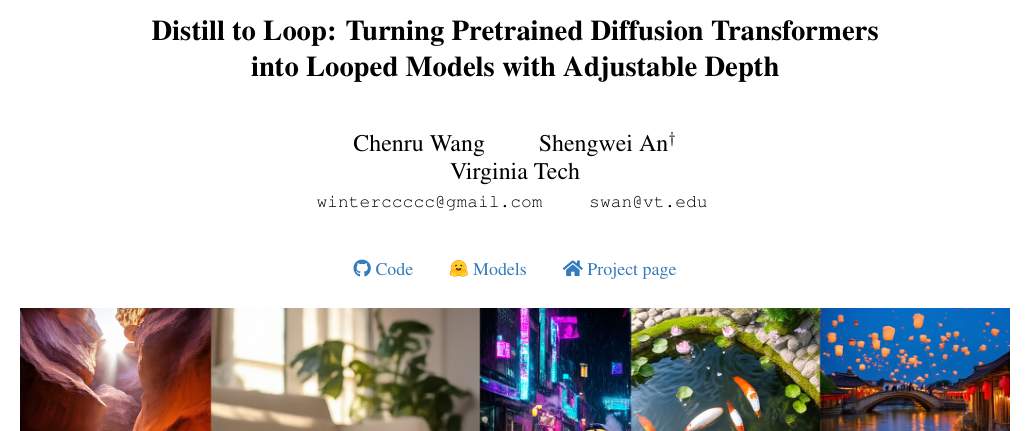 Distill to Loop: Turning Pretrained Diffusion Transformers
into Looped Models with Adjustable Depth
Chenru Wang Shengwei An†
Virginia Tech
winterccccc@gmail.com swan@vt.edu
Code Models Project page